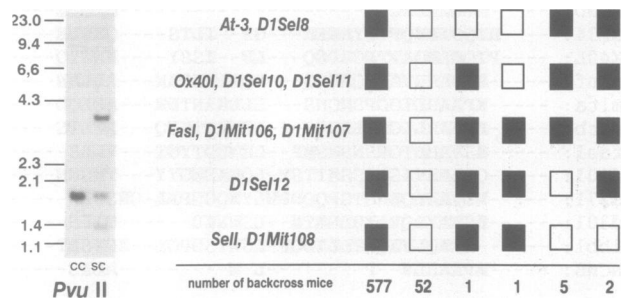 23.0
At-3, D1Sel8
9.4
6,6
Ox40l, D1Sel10, D1Sel11
4.3
Fasl, D1Mit106, D1Mit107
2.3
2.1
D1Sel12
1.4
Sell, D1Mit108
1.1
CC SC
Pvu II
number of backcross mice 577 52 1 1 5 2